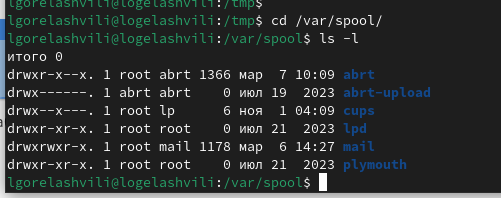 lgorelashvili@logelashvili:/tmp$
lgorelashvili@logelashvili:/tmp$ cd /var/spool/
lgorelashvili@logelashvili:/var/spool$ ls -l
итого 0
drwxr-x--x. 1 root abrt 1366 мар  7 10:09 abrt
drwx------. 1 abrt abrt    0 июл 19  2023 abrt-upload
drwx--x---. 1 root lp      6 ноя  1 04:09 cups
drwxr-xr-x. 1 root root    0 июл 21  2023 lpd
drwxrwxr-x. 1 root mail 1178 мар  6 14:27 mail
drwxr-xr-x. 1 root root    0 июл 21  2023 plymouth
lgorelashvili@logelashvili:/var/spool$